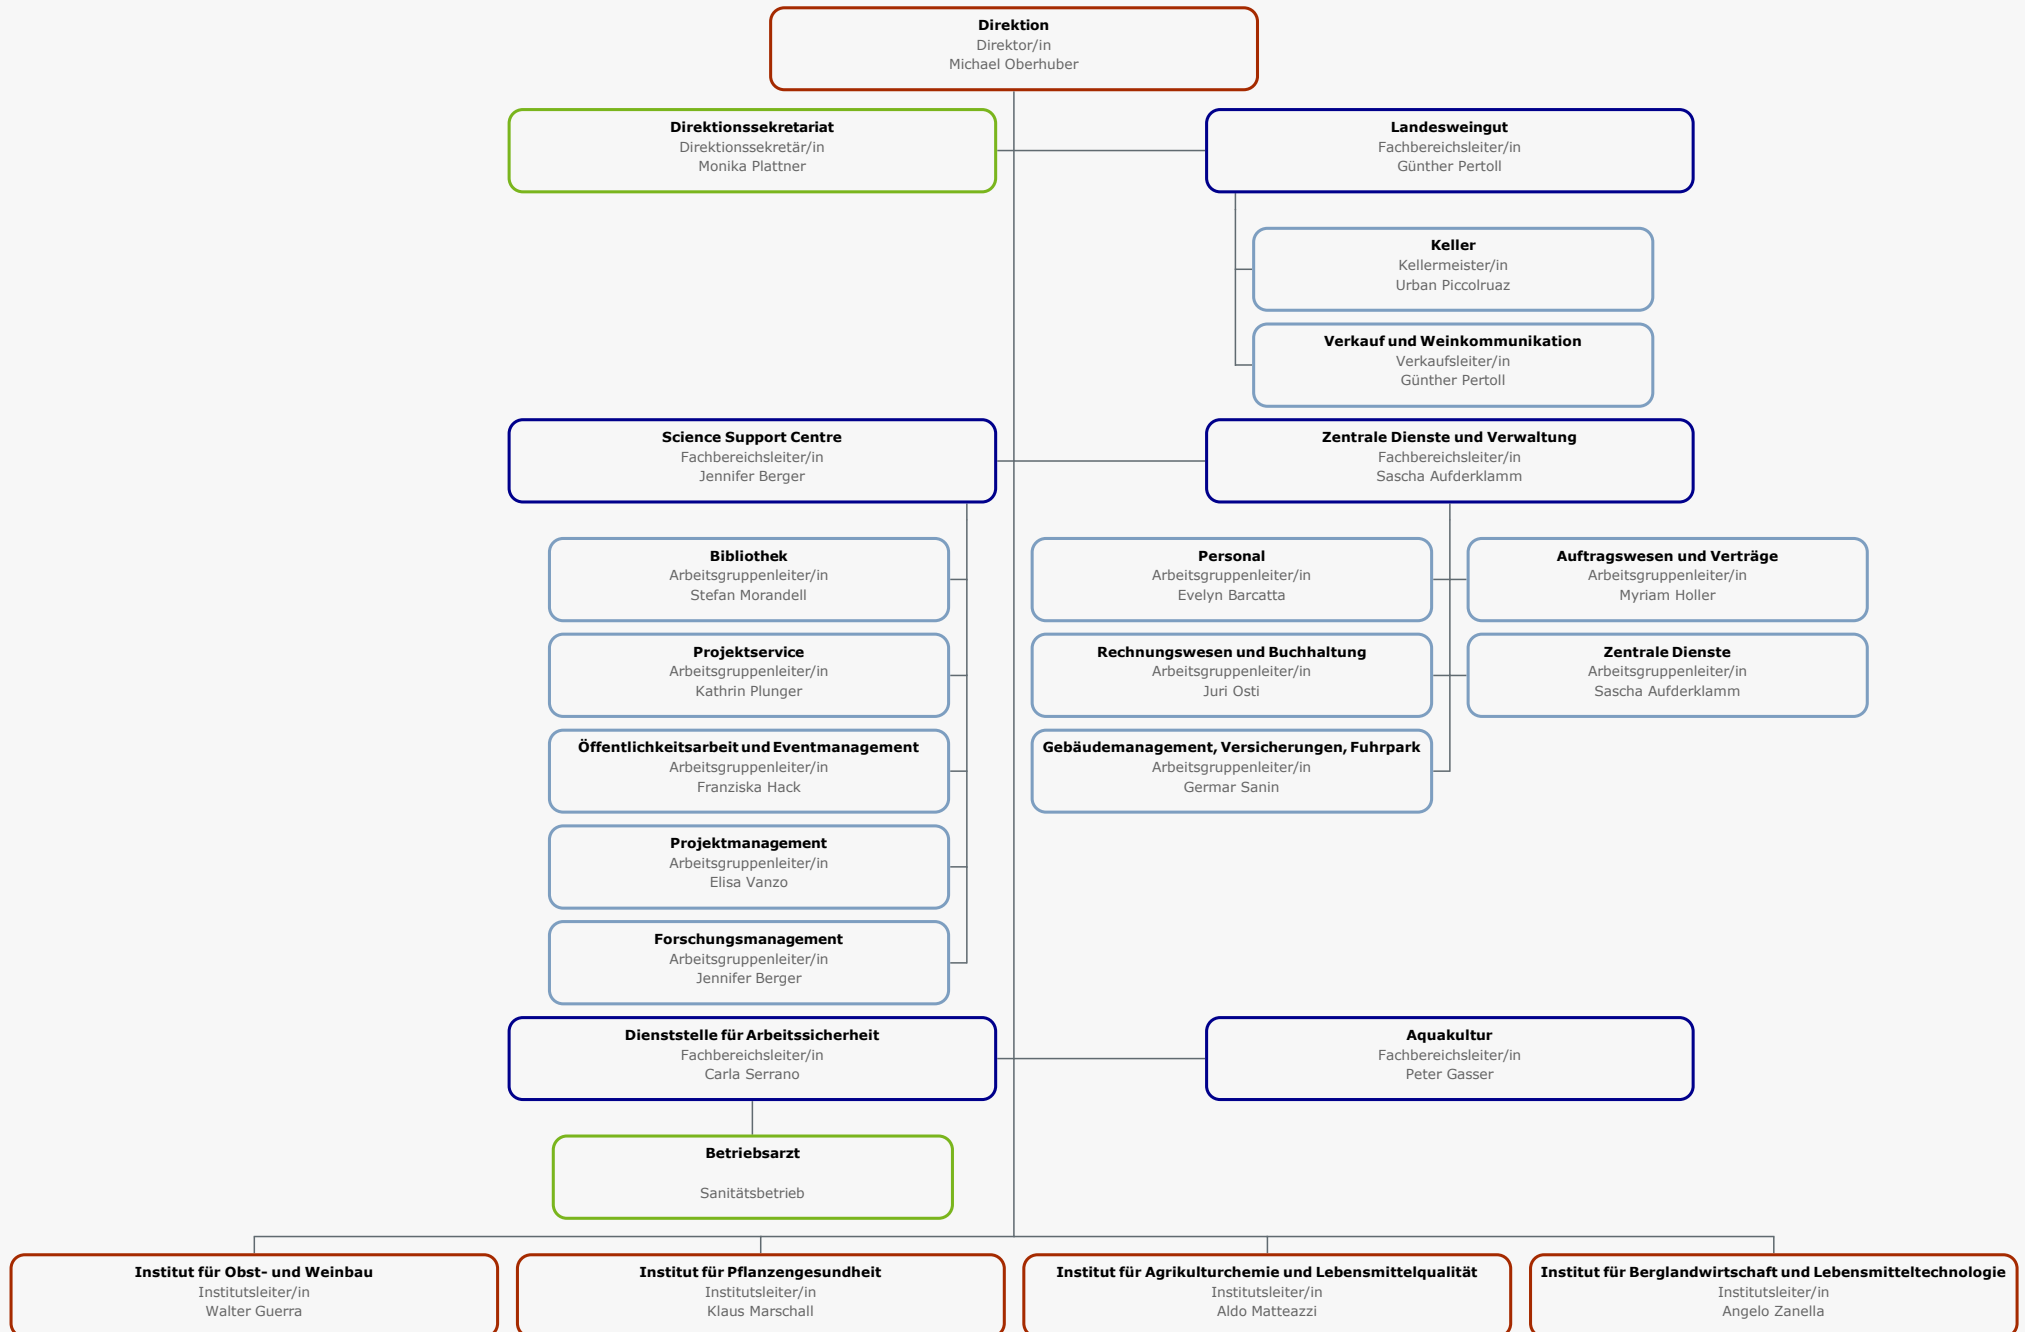 Direktion
Direktor/in
Michael Oberhuber
Direktionssekretariat
Direktionssekretär/in
Monika Plattner
Landesweingut
Fachbereichsleiter/in
Günther Pertoll
Keller
Kellermeister/in
Urban Piccolruaz
Verkauf und Weinkommunikation
Verkaufsleiter/in
Günther Pertoll
Science Support Centre
Fachbereichsleiter/in
Jennifer Berger
Zentrale Dienste und Verwaltung
Fachbereichsleiter/in
Sascha Aufderklamm
Bibliothek
Arbeitsgruppenleiter/in
Stefan Morandell
Projektservice
Arbeitsgruppenleiter/in
Kathrin Plunger
Öffentlichkeitsarbeit und Eventmanagement
Arbeitsgruppenleiter/in
Franziska Hack
Projektmanagement
Arbeitsgruppenleiter/in
Elisa Vanzo
Forschungsmanagement
Arbeitsgruppenleiter/in
Jennifer Berger
Personal
Arbeitsgruppenleiter/in
Evelyn Barcatta
Auftragswesen und Verträge
Arbeitsgruppenleiter/in
Myriam Holler
Rechnungswesen und Buchhaltung
Arbeitsgruppenleiter/in
Juri Osti
Zentrale Dienste
Arbeitsgruppenleiter/in
Sascha Aufderklamm
Gebäudemanagement, Versicherungen, Fuhrpark
Arbeitsgruppenleiter/in
Germar Sanin
Dienststelle für Arbeitssicherheit
Fachbereichsleiter/in
Carla Serrano
Aquakultur
Fachbereichsleiter/in
Peter Gasser
Betriebsarzt
Sanitätsbetrieb
Institut für Obst- und Weinbau
Institutsleiter/in
Walter Guerra
Institut für Pflanzengesundheit
Institutsleiter/in
Klaus Marschall
Institut für Agrikulturchemie und Lebensmittelqualität
Institutsleiter/in
Aldo Matteazzi
Institut für Berglandwirtschaft und Lebensmitteltechnologie
Institutsleiter/in
Angelo Zanella